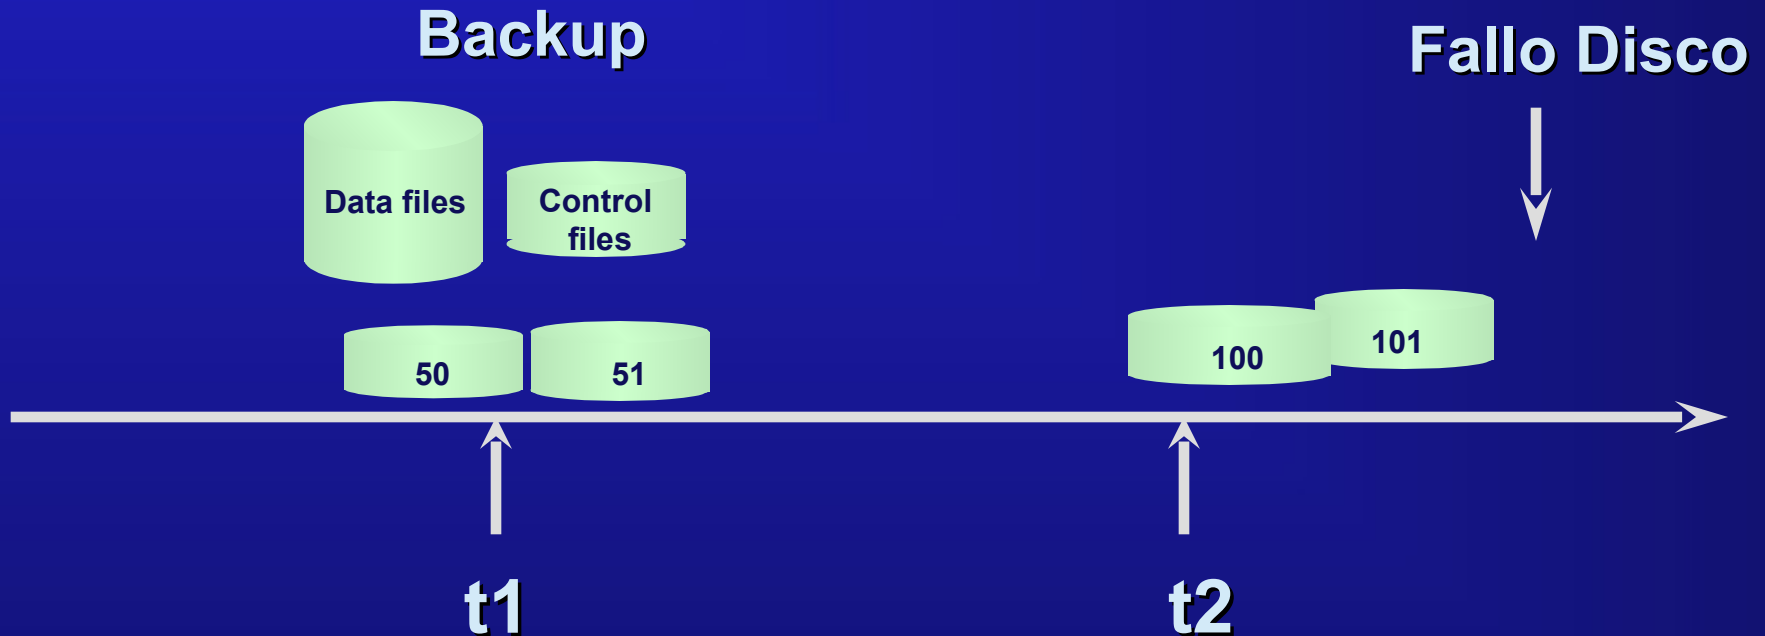 Backup
Fallo Disco
Data files
Control
files
50
51
100
101
t1
t2